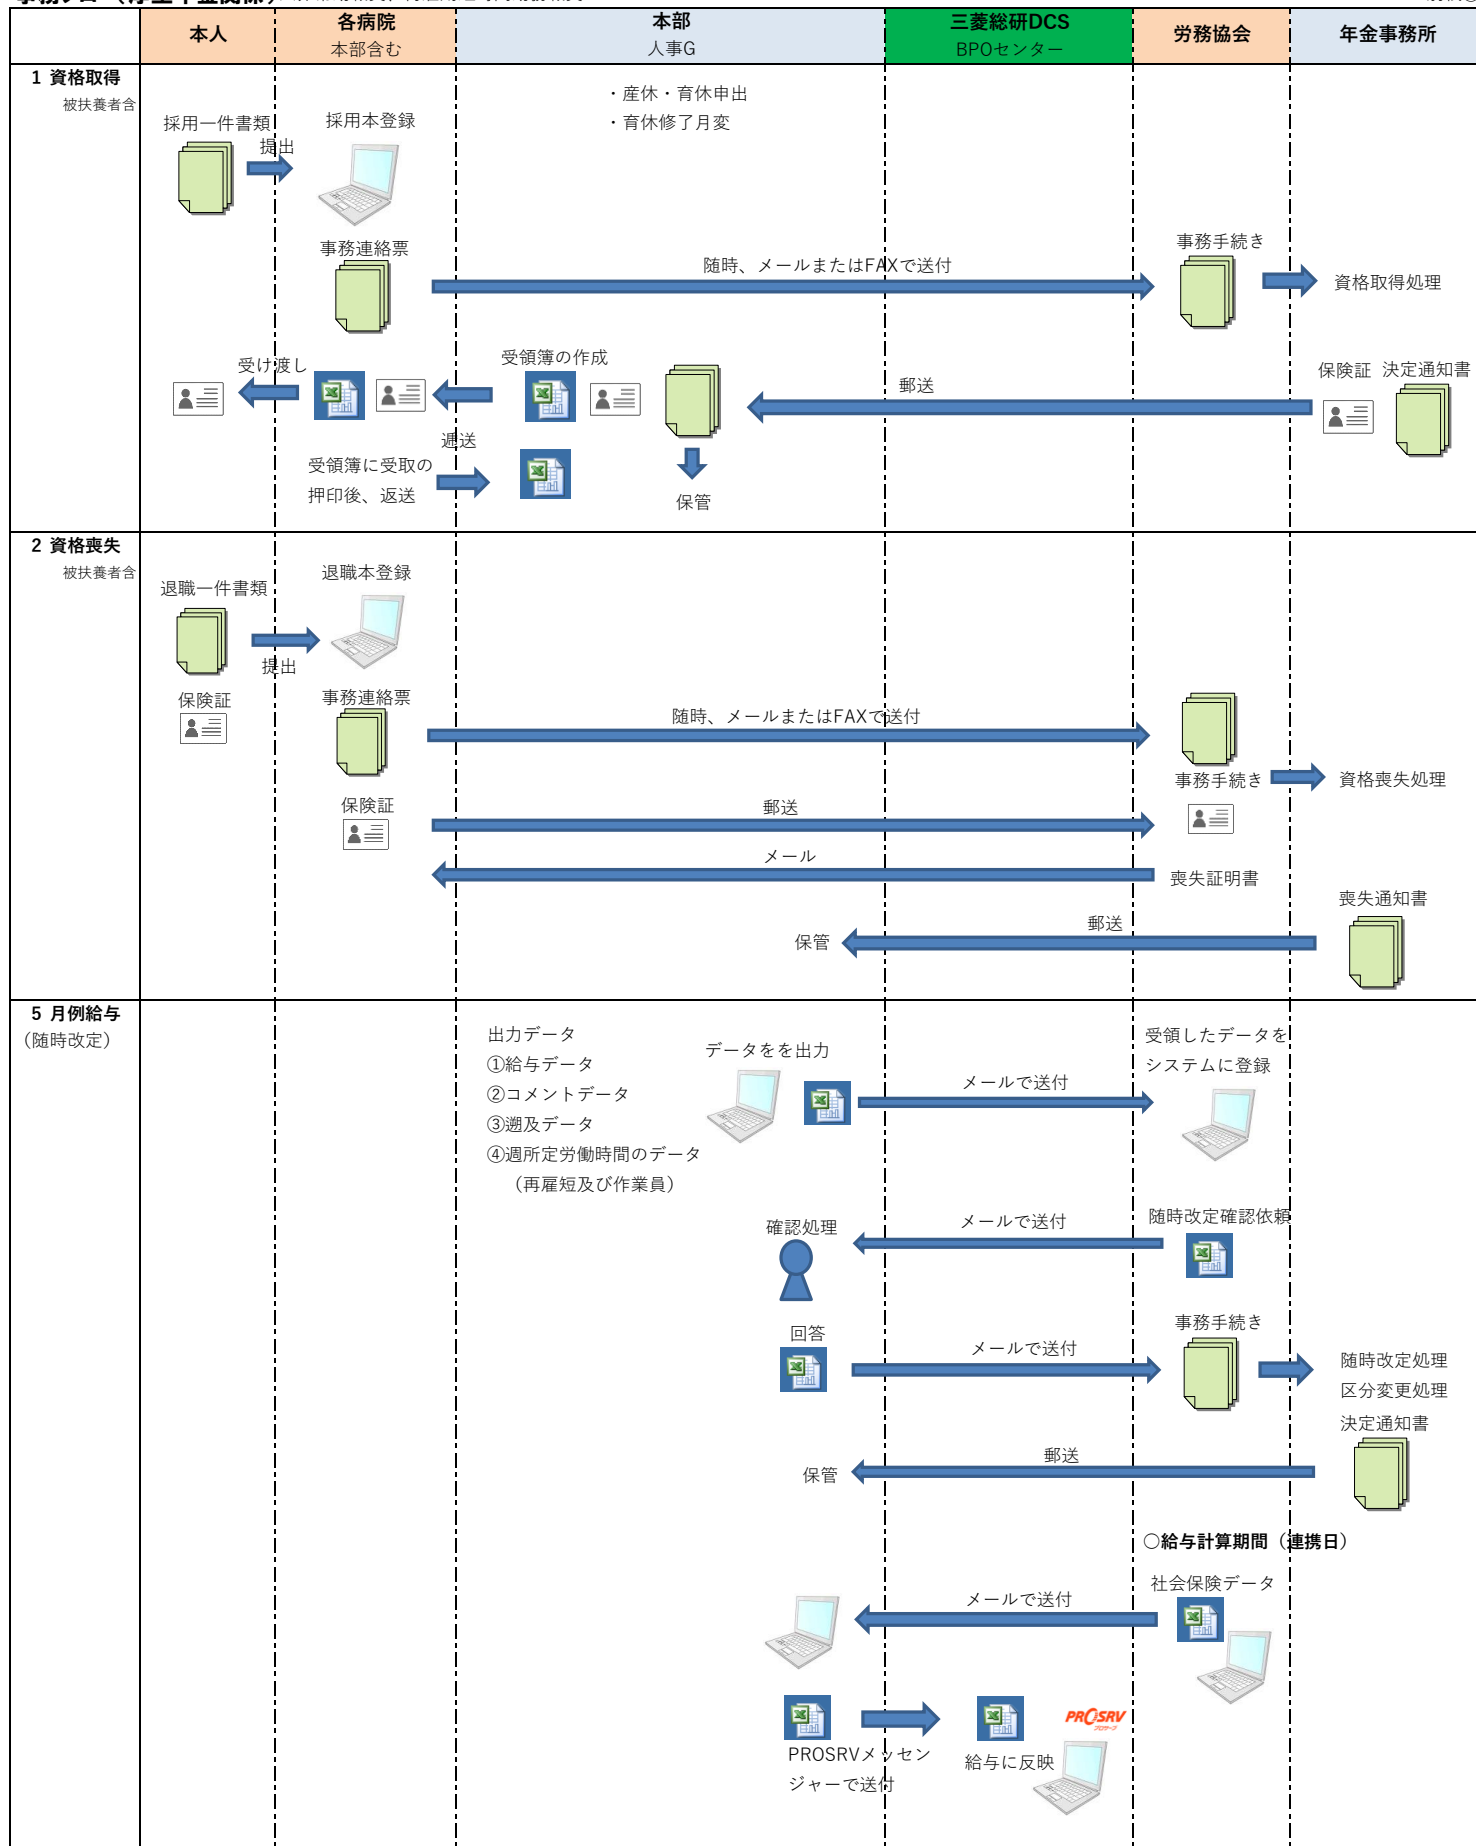 本人
各病院
本部含む
本部
人事G
三菱総研DCS
BPOセンター
労務協会
年金事務所
1 資格取得
被扶養者含
・産休・育休申出
・育休修了月変
採用一件書類
提出
採用本登録
事務連絡票
随時、メールまたはFAXで送付
事務手続き
資格取得処理
受け渡し
受領簿の作成
郵送
保険証 決定通知書
逓送
受領簿に受取の
押印後、返送
保管
2 資格喪失
被扶養者含
退職一件書類
提出
退職本登録
保険証
事務連絡票
随時、メールまたはFAXで送付
事務手続き
資格喪失処理
保険証
郵送
メール
喪失証明書
喪失通知書
郵送
保管
5 月例給与
（随時改定）
出力データ
①給与データ
②コメントデータ
③遡及データ
④週所定労働時間のデータ
（再雇短及び作業員）
データをを出力
メールで送付
受領したデータを
システムに登録
確認処理
メールで送付
随時改定確認依頼
回答
メールで送付
事務手続き
随時改定処理
区分変更処理
決定通知書
郵送
保管
○給与計算期間（連携日）
社会保険データ
メールで送付
PROSRVメッセン
ジャーで送付
給与に反映
PROSRV
プロサーブ